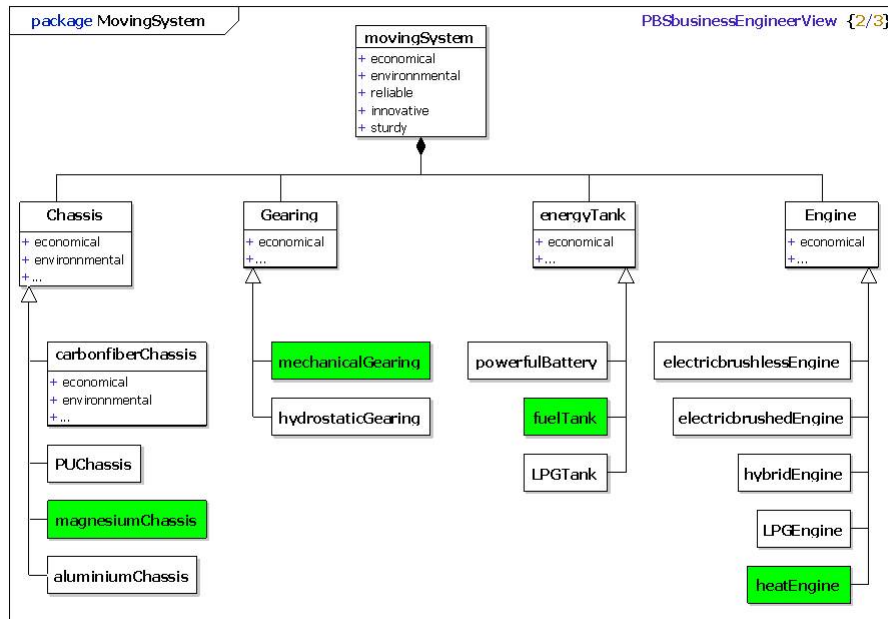 package MovingSystem
PBSbusinessEngineerView {2/3}
movingSystem
+ economical
+ environnmental
+ reliable
+ innovative
+ sturdy
Chassis
+ economical
+ environnmental
+...
Gearing
+ economical
+...
energyTank
+ economical
+...
Engine
+ economical
+...
carbonfiberChassis
+ economical
+ environnmental
+...
PUChassis
magnesiumChassis
aluminiumChassis
mechanicalGearing
hydrostaticGearing
powerfulBattery
fuelTank
LPGTank
electricbrushlessEngine
electricbrushedEngine
hybridEngine
LPGEngine
heatEngine